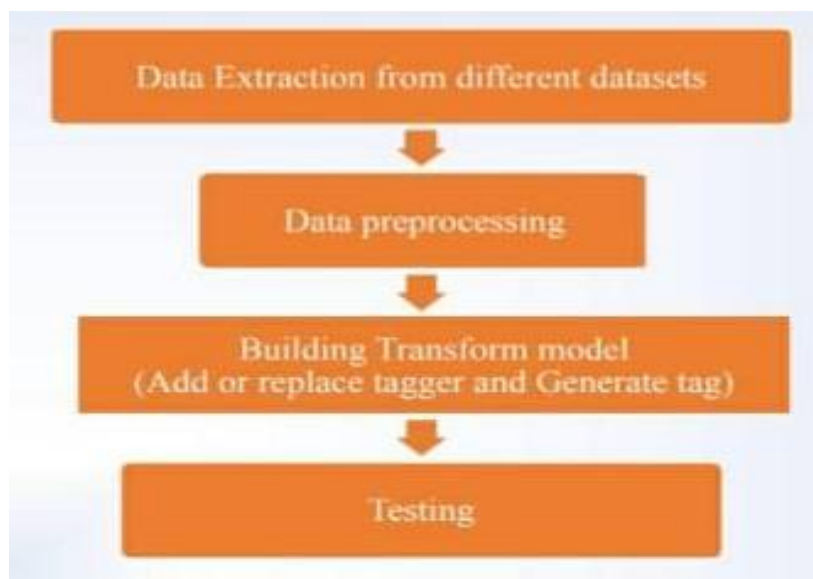 Data Extraction from different datasets
Data preprocessing
Building Transform model
(Add or replace tagger and Generate tag)
Testing